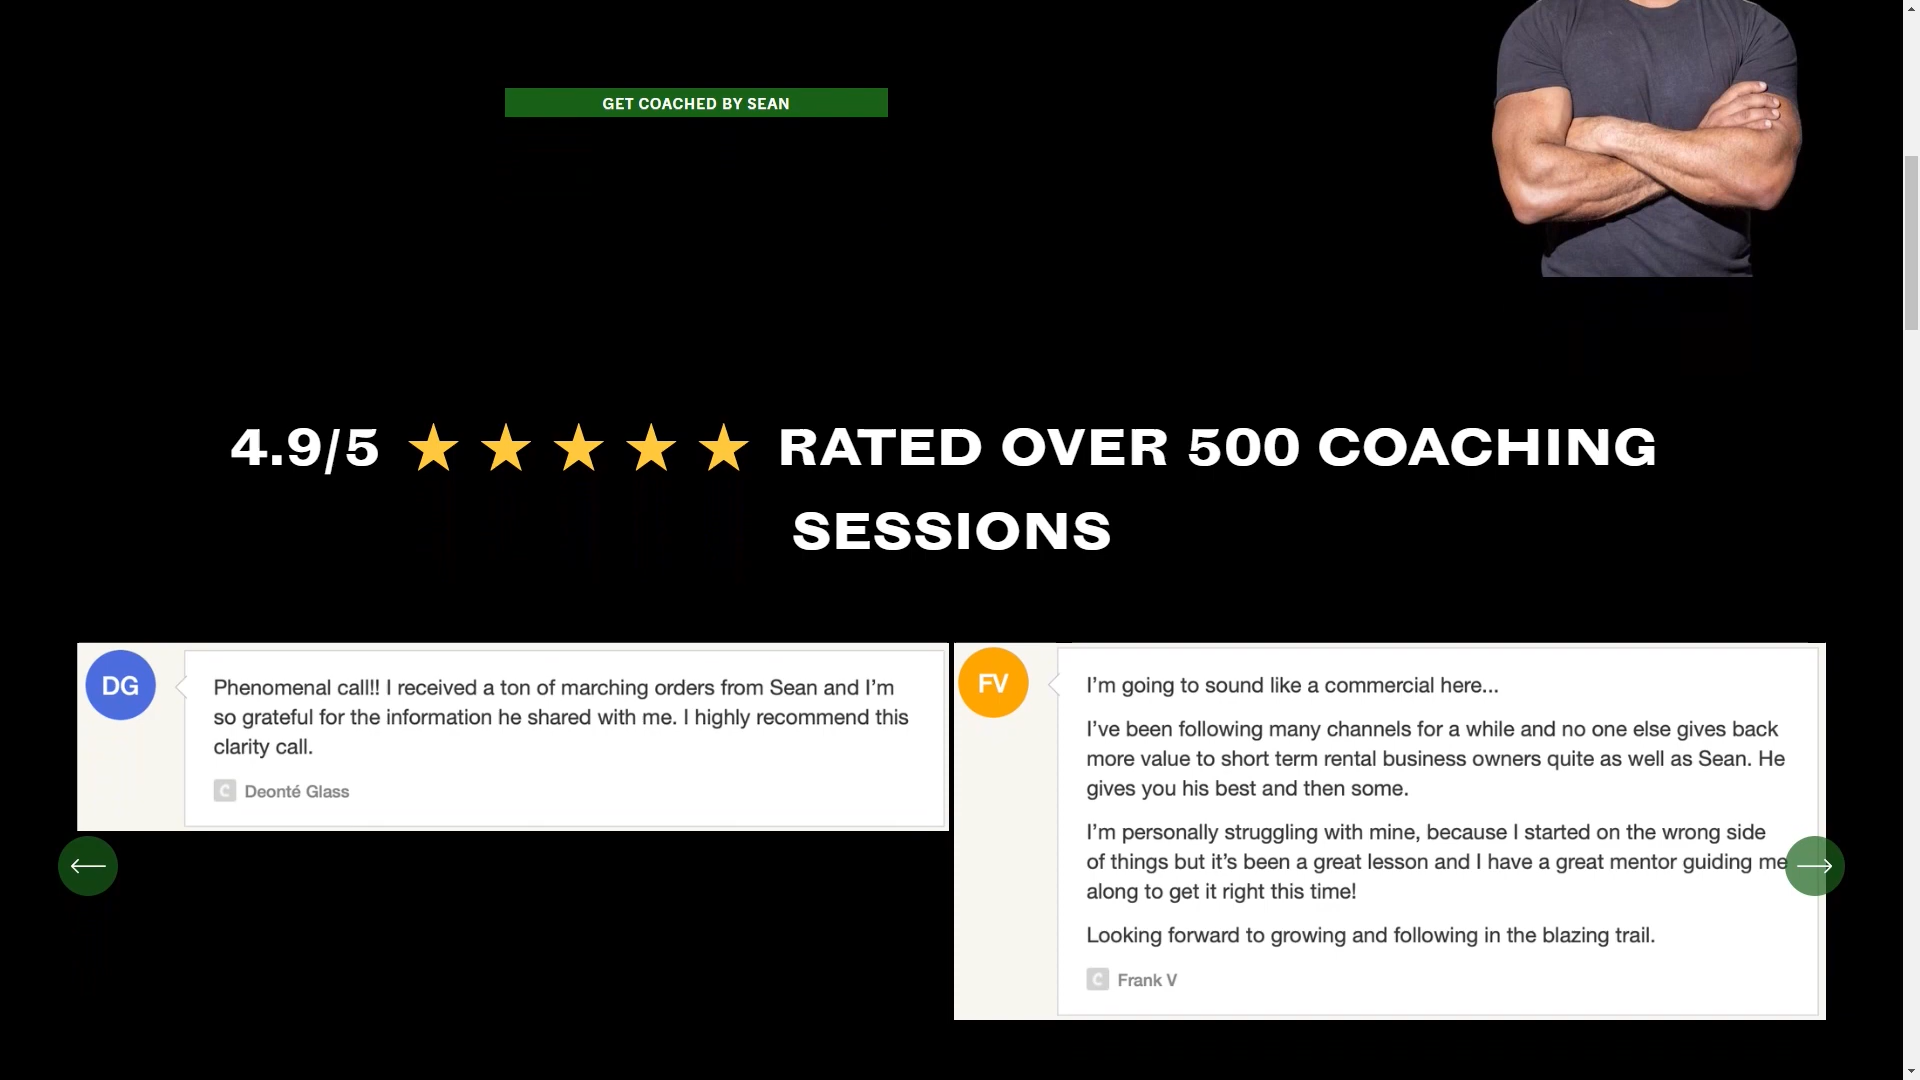 GET COACHED BY SEAN
4.9/5 ★ ★ ★ ★ ★ RATED OVER 500 COACHING
SESSIONS
DG
Phenomenal call!! I received a ton of marching orders from Sean and I'm
so grateful for the information he shared with me. I highly recommend this
clarity call.
C Deonté Glass
FV
I'm going to sound like a commercial here...
I've been following many channels for a while and no one else gives back
more value to short term rental business owners quite as well as Sean. He
gives you his best and then some.
I'm personally struggling with mine, because I started on the wrong side
of things but it's been a great lesson and I have a great mentor guiding me
along to get it right this time!
Looking forward to growing and following in the blazing trail.
C Frank V